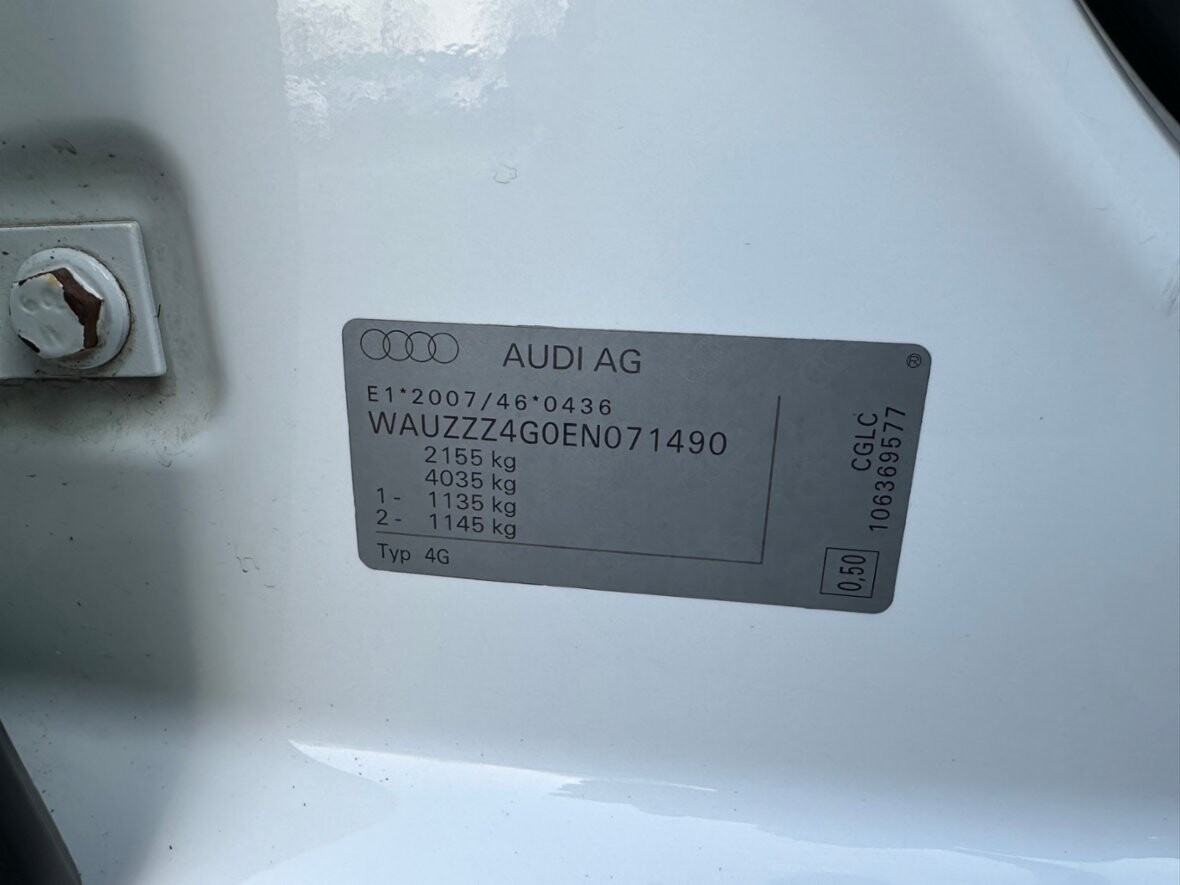 AUDI AG
®
E1*2007/46*0436
WAUZZZ4G0EN071490
2155 kg
4035 kg
1- 1135 kg
2- 1145 kg
Typ 4G
CGLC
106369577
0,50